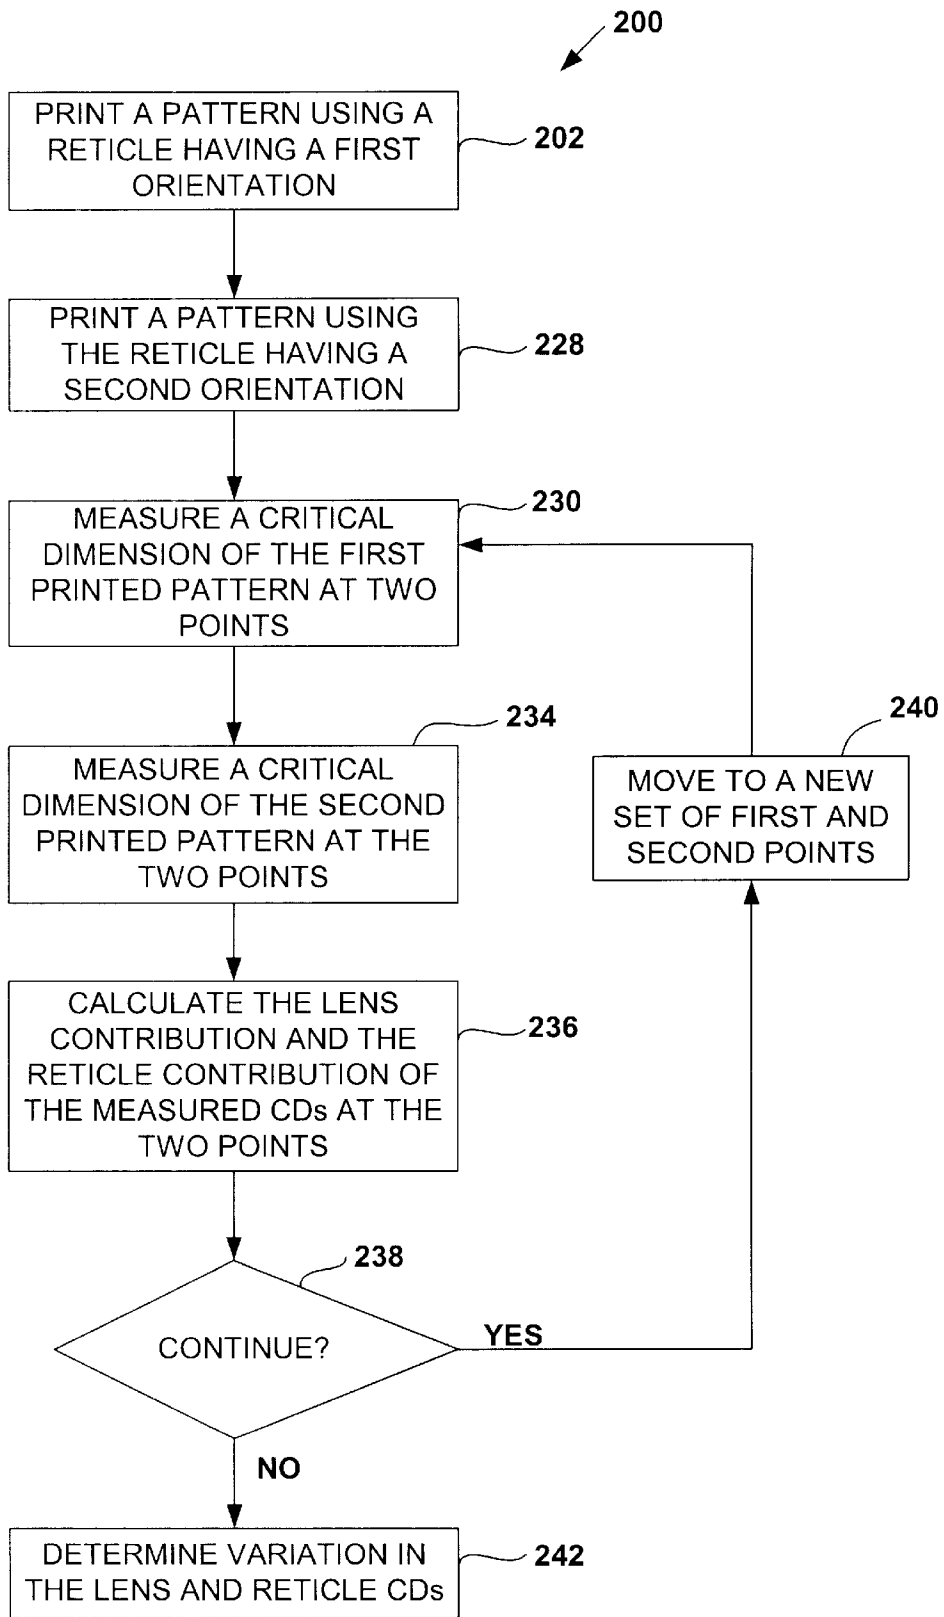 200
PRINT A PATTERN USING A
RETICLE HAVING A FIRST
ORIENTATION
202
PRINT A PATTERN USING
THE RETICLE HAVING A
SECOND ORIENTATION
228
MEASURE A CRITICAL
DIMENSION OF THE FIRST
PRINTED PATTERN AT TWO
POINTS
230
MEASURE A CRITICAL
DIMENSION OF THE SECOND
PRINTED PATTERN AT THE
TWO POINTS
234
240
MOVE TO A NEW
SET OF FIRST AND
SECOND POINTS
CALCULATE THE LENS
CONTRIBUTION AND THE
RETICLE CONTRIBUTION OF
THE MEASURED CDs AT THE
TWO POINTS
236
238
CONTINUE?
YES
NO
DETERMINE VARIATION IN
THE LENS AND RETICLE CDs
242